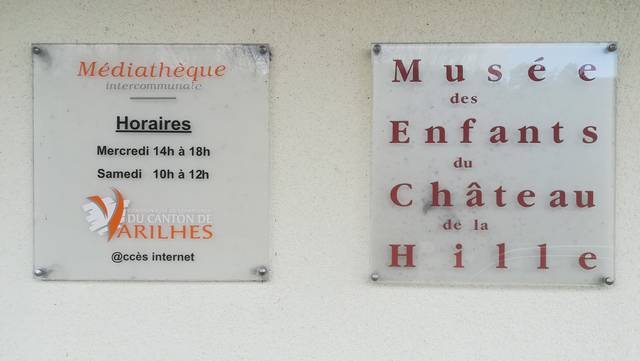 Médiathèque
intercommunale
Horaires
Mercredi 14h à 18h
Samedi 10h à 12h
DU CANTON DE
VARILHES
@ccès internet
Musée
des
Enfants
du
Château
de la
Hille